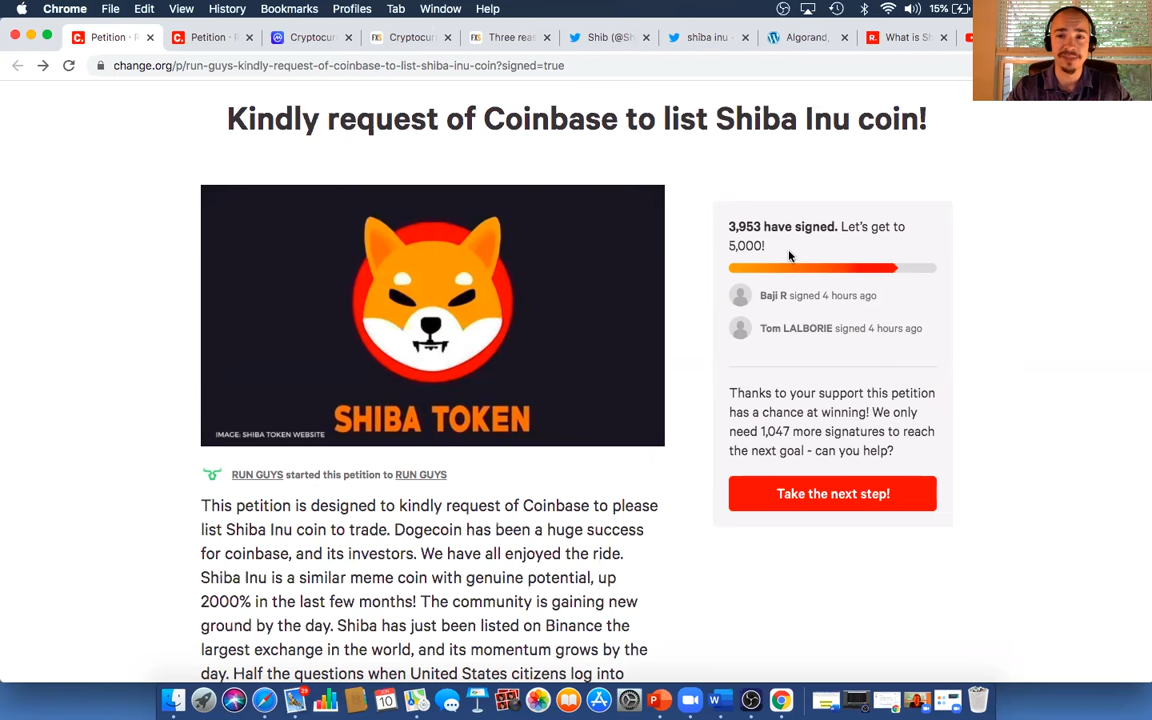 Chrome File Edit View History Bookmarks Profiles Tab Window Help 15%
Petition - R
Petition - R
Cryptocur
FXS Cryptocur
FXS Three reas
Shib (@Sh
shiba inu -
Algorand,
R. What is S
change.org/p/run-guys-kindly-request-of-coinbase-to-list-shiba-inu-coin?signed=true
Kindly request of Coinbase to list Shiba Inu coin!
SHIBA TOKEN
IMAGE: SHIBA TOKEN WEBSITE
RUN GUYS started this petition to RUN GUYS
This petition is designed to kindly request of Coinbase to please
list Shiba Inu coin to trade. Dogecoin has been a huge success
for coinbase, and its investors. We have all enjoyed the ride.
Shiba Inu is a similar meme coin with genuine potential, up
2000% in the last few months! The community is gaining new
ground by the day. Shiba has just been listed on Binance the
largest exchange in the world, and its momentum grows by the
day. Half the questions when United States citizens log into
3,953 have signed. Let's get to
5,000!
Baji R signed 4 hours ago
Tom LALBORIE signed 4 hours ago
Thanks to your support this petition
has a chance at winning! We only
need 1,047 more signatures to reach
the next goal - can you help?
Take the next step!
10